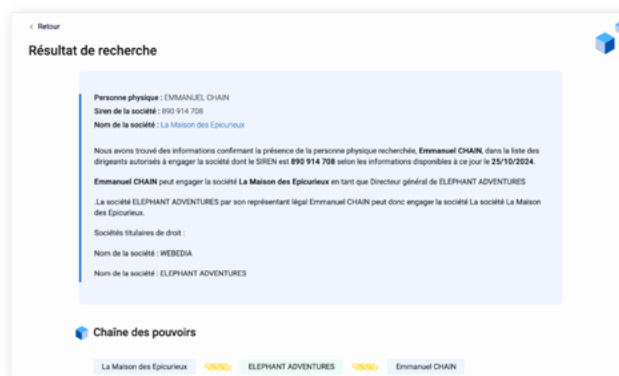 < Retour
Résultat de recherche
Personne physique : EMMANUEL CHAIN
Siren de la société : 890 914 708
Nom de la société : La Maison des Epicurieux
Nous avons trouvé des informations confirmant la présence de la personne physique recherchée, Emmanuel CHAIN, dans la liste des
dirigeants autorisés à engager la société dont le SIREN est 890 914 708 selon les informations disponibles à ce jour le 25/10/2024.
Emmanuel CHAIN peut engager la société La Maison des Epicurieux en tant que Directeur général de ELEPHANT ADVENTURES
.La société ELEPHANT ADVENTURES par son représentant légal Emmanuel CHAIN peut donc engager la société La société La Maison
des Epicurieux.
Sociétés titulaires de droit :
Nom de la société : WEBEDIA
Nom de la société : ELEPHANT ADVENTURES
Chaîne des pouvoirs
La Maison des Epicurieux ELEPHANT ADVENTURES Emmanuel CHAIN